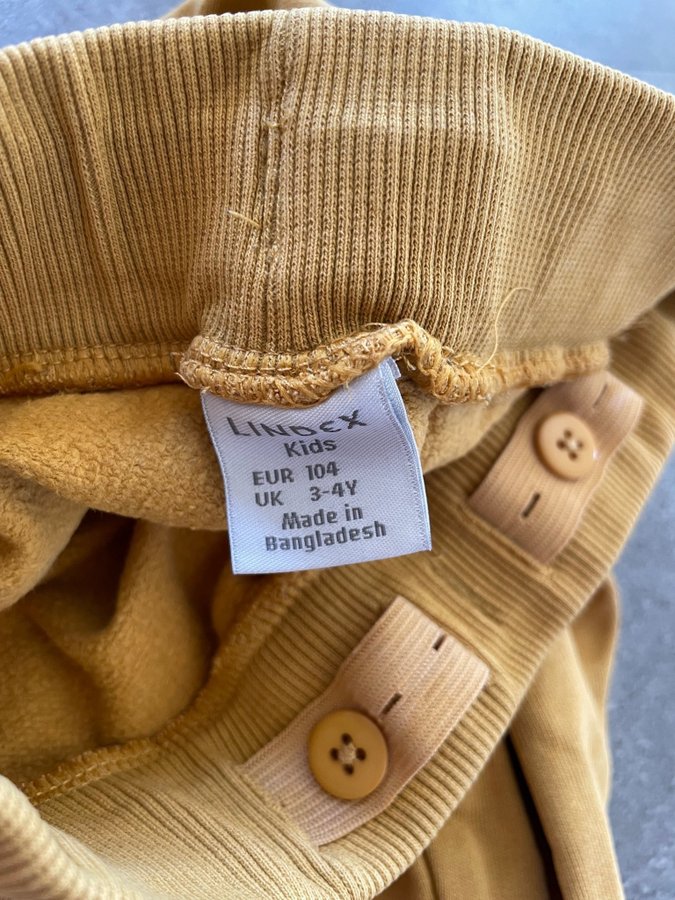 LINDEX
Kids
EUR 104
UK 3-4Y
Made in
Bangladesh